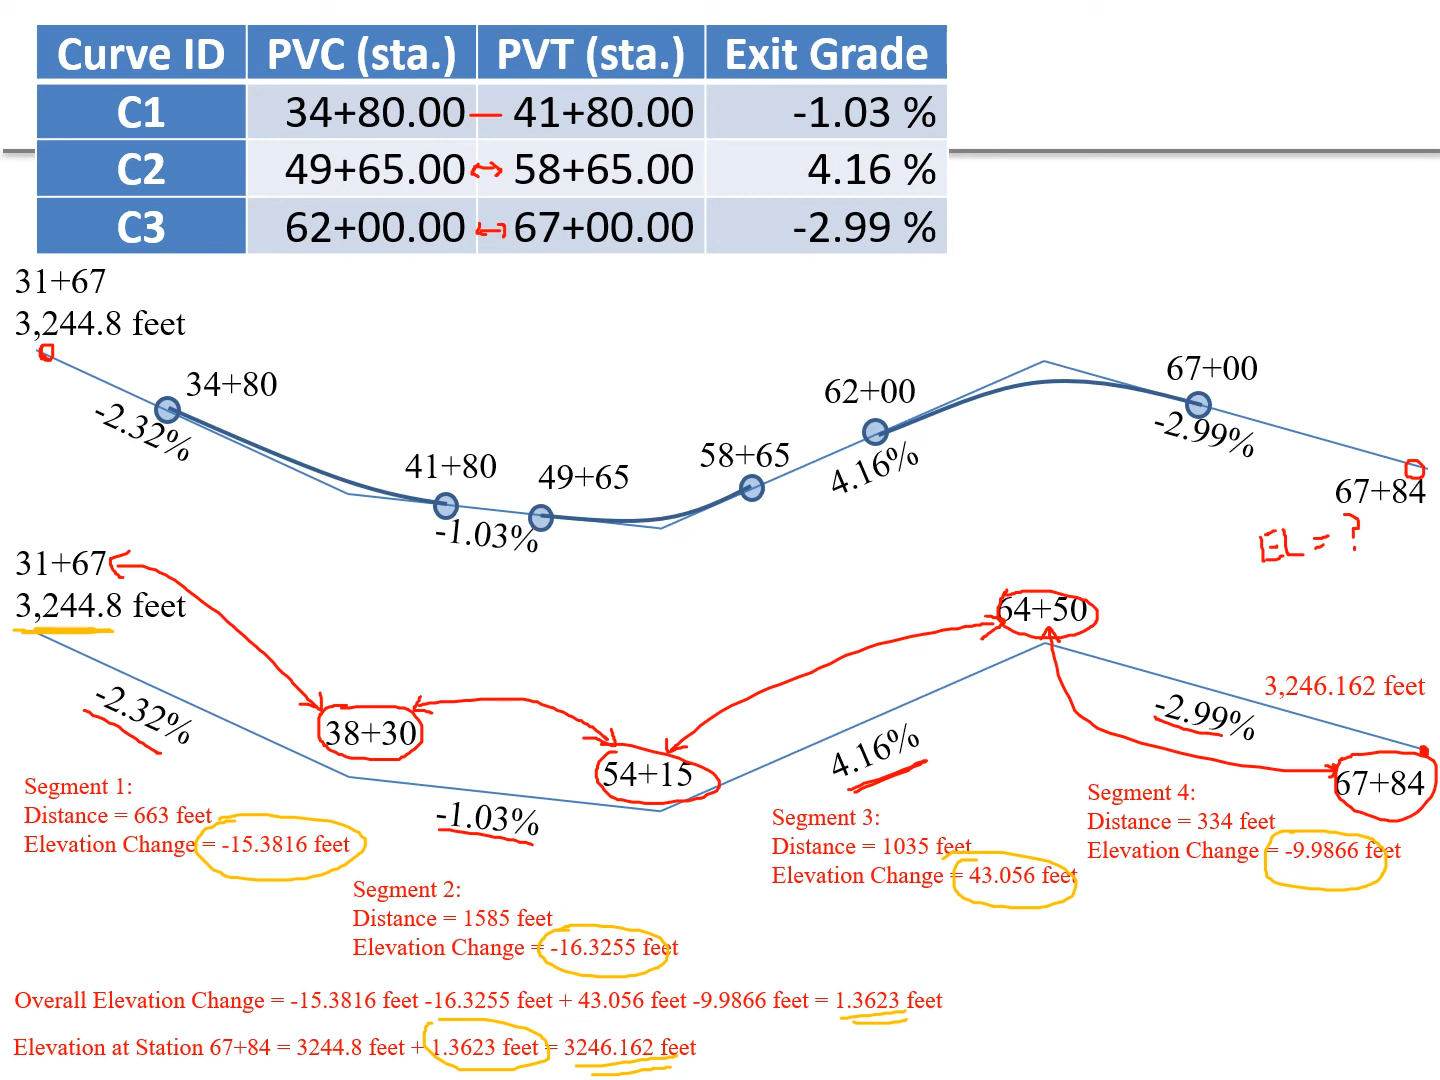 Curve ID PVC (sta.) PVT (sta.) Exit Grade
C1 34+80.00 41+80.00 -1.03 %
C2 49+65.00 58+65.00 4.16 %
C3 62+00.00 67+00.00 -2.99 %
31+67
3,244.8 feet
34+80
-2.32%
41+80
-1.03%
49+65
58+65
62+00
4.16%
67+00
-2.99%
67+84
EL = ?
31+67
3,244.8 feet
-2.32%
38+30
-1.03%
54+15
4.16%
64+50
-2.99%
3,246.162 feet
67+84
Segment 1:
Distance = 663 feet
Elevation Change = -15.3816 feet
Segment 2:
Distance = 1585 feet
Elevation Change = -16.3255 feet
Segment 3:
Distance = 1035 feet
Elevation Change = 43.056 feet
Segment 4:
Distance = 334 feet
Elevation Change = -9.9866 feet
Overall Elevation Change = -15.3816 feet -16.3255 feet + 43.056 feet -9.9866 feet = 1.3623 feet
Elevation at Station 67+84 = 3244.8 feet + 1.3623 feet = 3246.162 feet